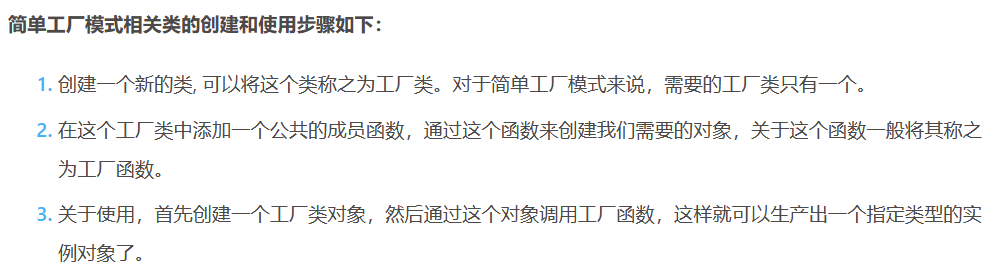 简单工厂模式相关类的创建和使用步骤如下：
1. 创建一个新的类, 可以将这个类称之为工厂类。对于简单工厂模式来说，需要的工厂类只有一个。
2. 在这个工厂类中添加一个公共的成员函数，通过这个函数来创建我们需要的对象，关于这个函数一般将其称之
为工厂函数。
3. 关于使用，首先创建一个工厂类对象，然后通过这个对象调用工厂函数，这样就可以生产出一个指定类型的实
例对象了。